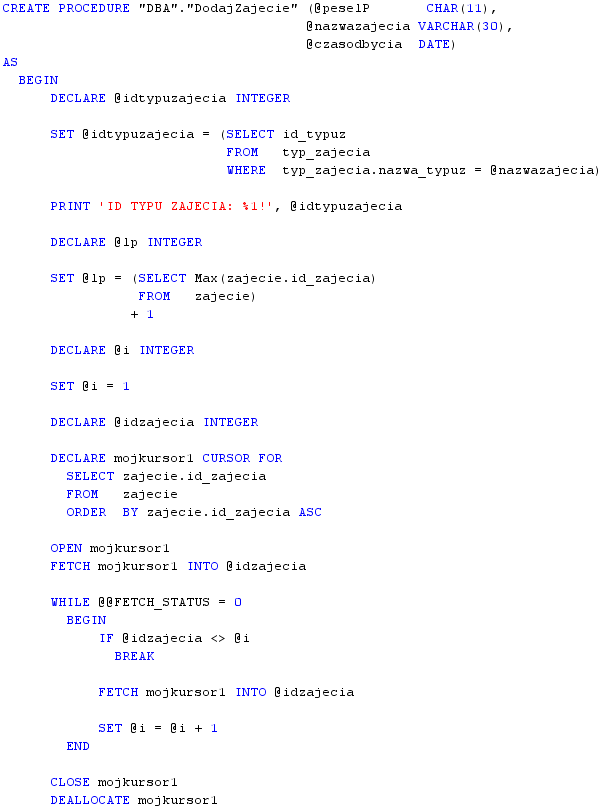 CREATE PROCEDURE "DBA"."DodajZajecie" (@peselP CHAR(11),
@nazwazajecia VARCHAR(30),
@czasodbycia DATE)
AS
BEGIN
DECLARE @idtypuzajecia INTEGER
SET @idtypuzajecia = (SELECT id_typuz
FROM typ_zajecia
WHERE typ_zajecia.nazwa_typuz = @nazwazajecia)
PRINT 'ID TYPU ZAJECIA: %1!', @idtypuzajecia
DECLARE @lp INTEGER
SET @lp = (SELECT Max(zajecie.id_zajecia)
FROM zajecie)
+ 1
DECLARE @i INTEGER
SET @i = 1
DECLARE @idzajecia INTEGER
DECLARE mojkursor1 CURSOR FOR
SELECT zajecie.id_zajecia
FROM zajecie
ORDER BY zajecie.id_zajecia ASC
OPEN mojkursor1
FETCH mojkursor1 INTO @idzajecia
WHILE @@FETCH_STATUS = 0
BEGIN
IF @idzajecia <> @i
BREAK
FETCH mojkursor1 INTO @idzajecia
SET @i = @i + 1
END
CLOSE mojkursor1
DEALLOCATE mojkursor1